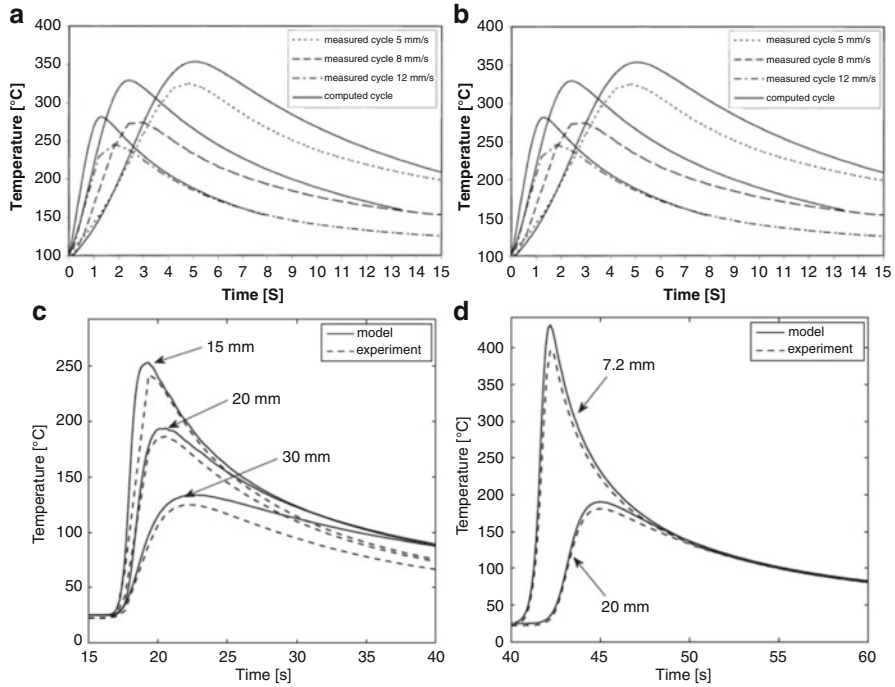 a
400
350
300
250
200
150
100
Temperature [°C]
measured cycle 5 mm/s
measured cycle 8 mm/s
measured cycle 12 mm/s
computed cycle
0 1 2 3 4 5 6 7 8 9 10 11 12 13 14 15
Time [S]
b
400
350
300
250
200
150
100
Temperature [°C]
measured cycle 5 mm/s
measured cycle 8 mm/s
measured cycle 12 mm/s
computed cycle
0 1 2 3 4 5 6 7 8 9 10 11 12 13 14 15
Time [S]
c
250
200
150
100
50
0
Temperature [°C]
model
experiment
15 mm
20 mm
30 mm
15 20 25 30 35 40
Time [s]
d
400
350
300
250
200
150
100
50
0
Temperature [°C]
model
experiment
7.2 mm
20 mm
40 45 50 55 60
Time [s]